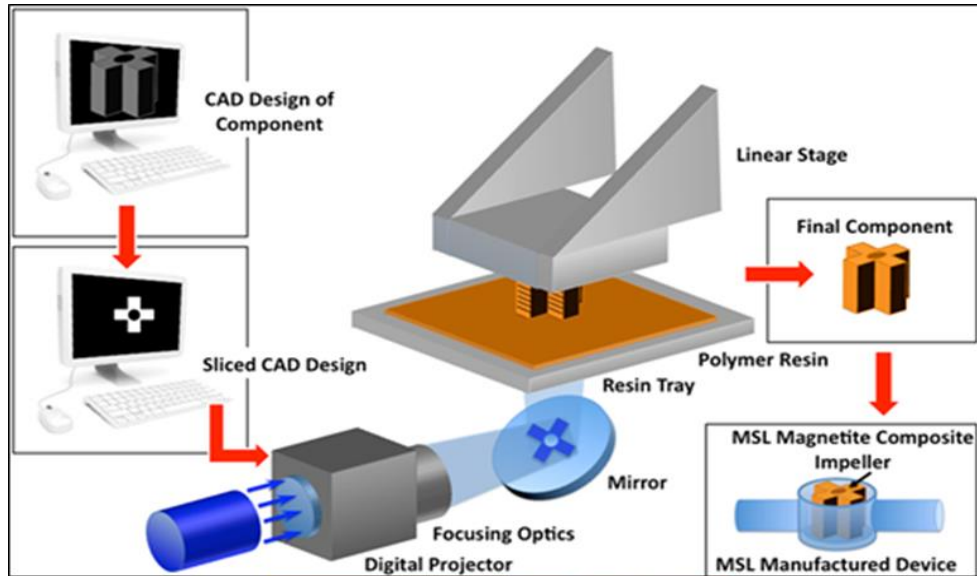 CAD Design of
Component
Linear Stage
Final Component
Sliced CAD Design
Polymer Resin
Resin Tray
Mirror
Focusing Optics
Digital Projector
MSL Magnetite Composite
Impeller
MSL Manufactured Device